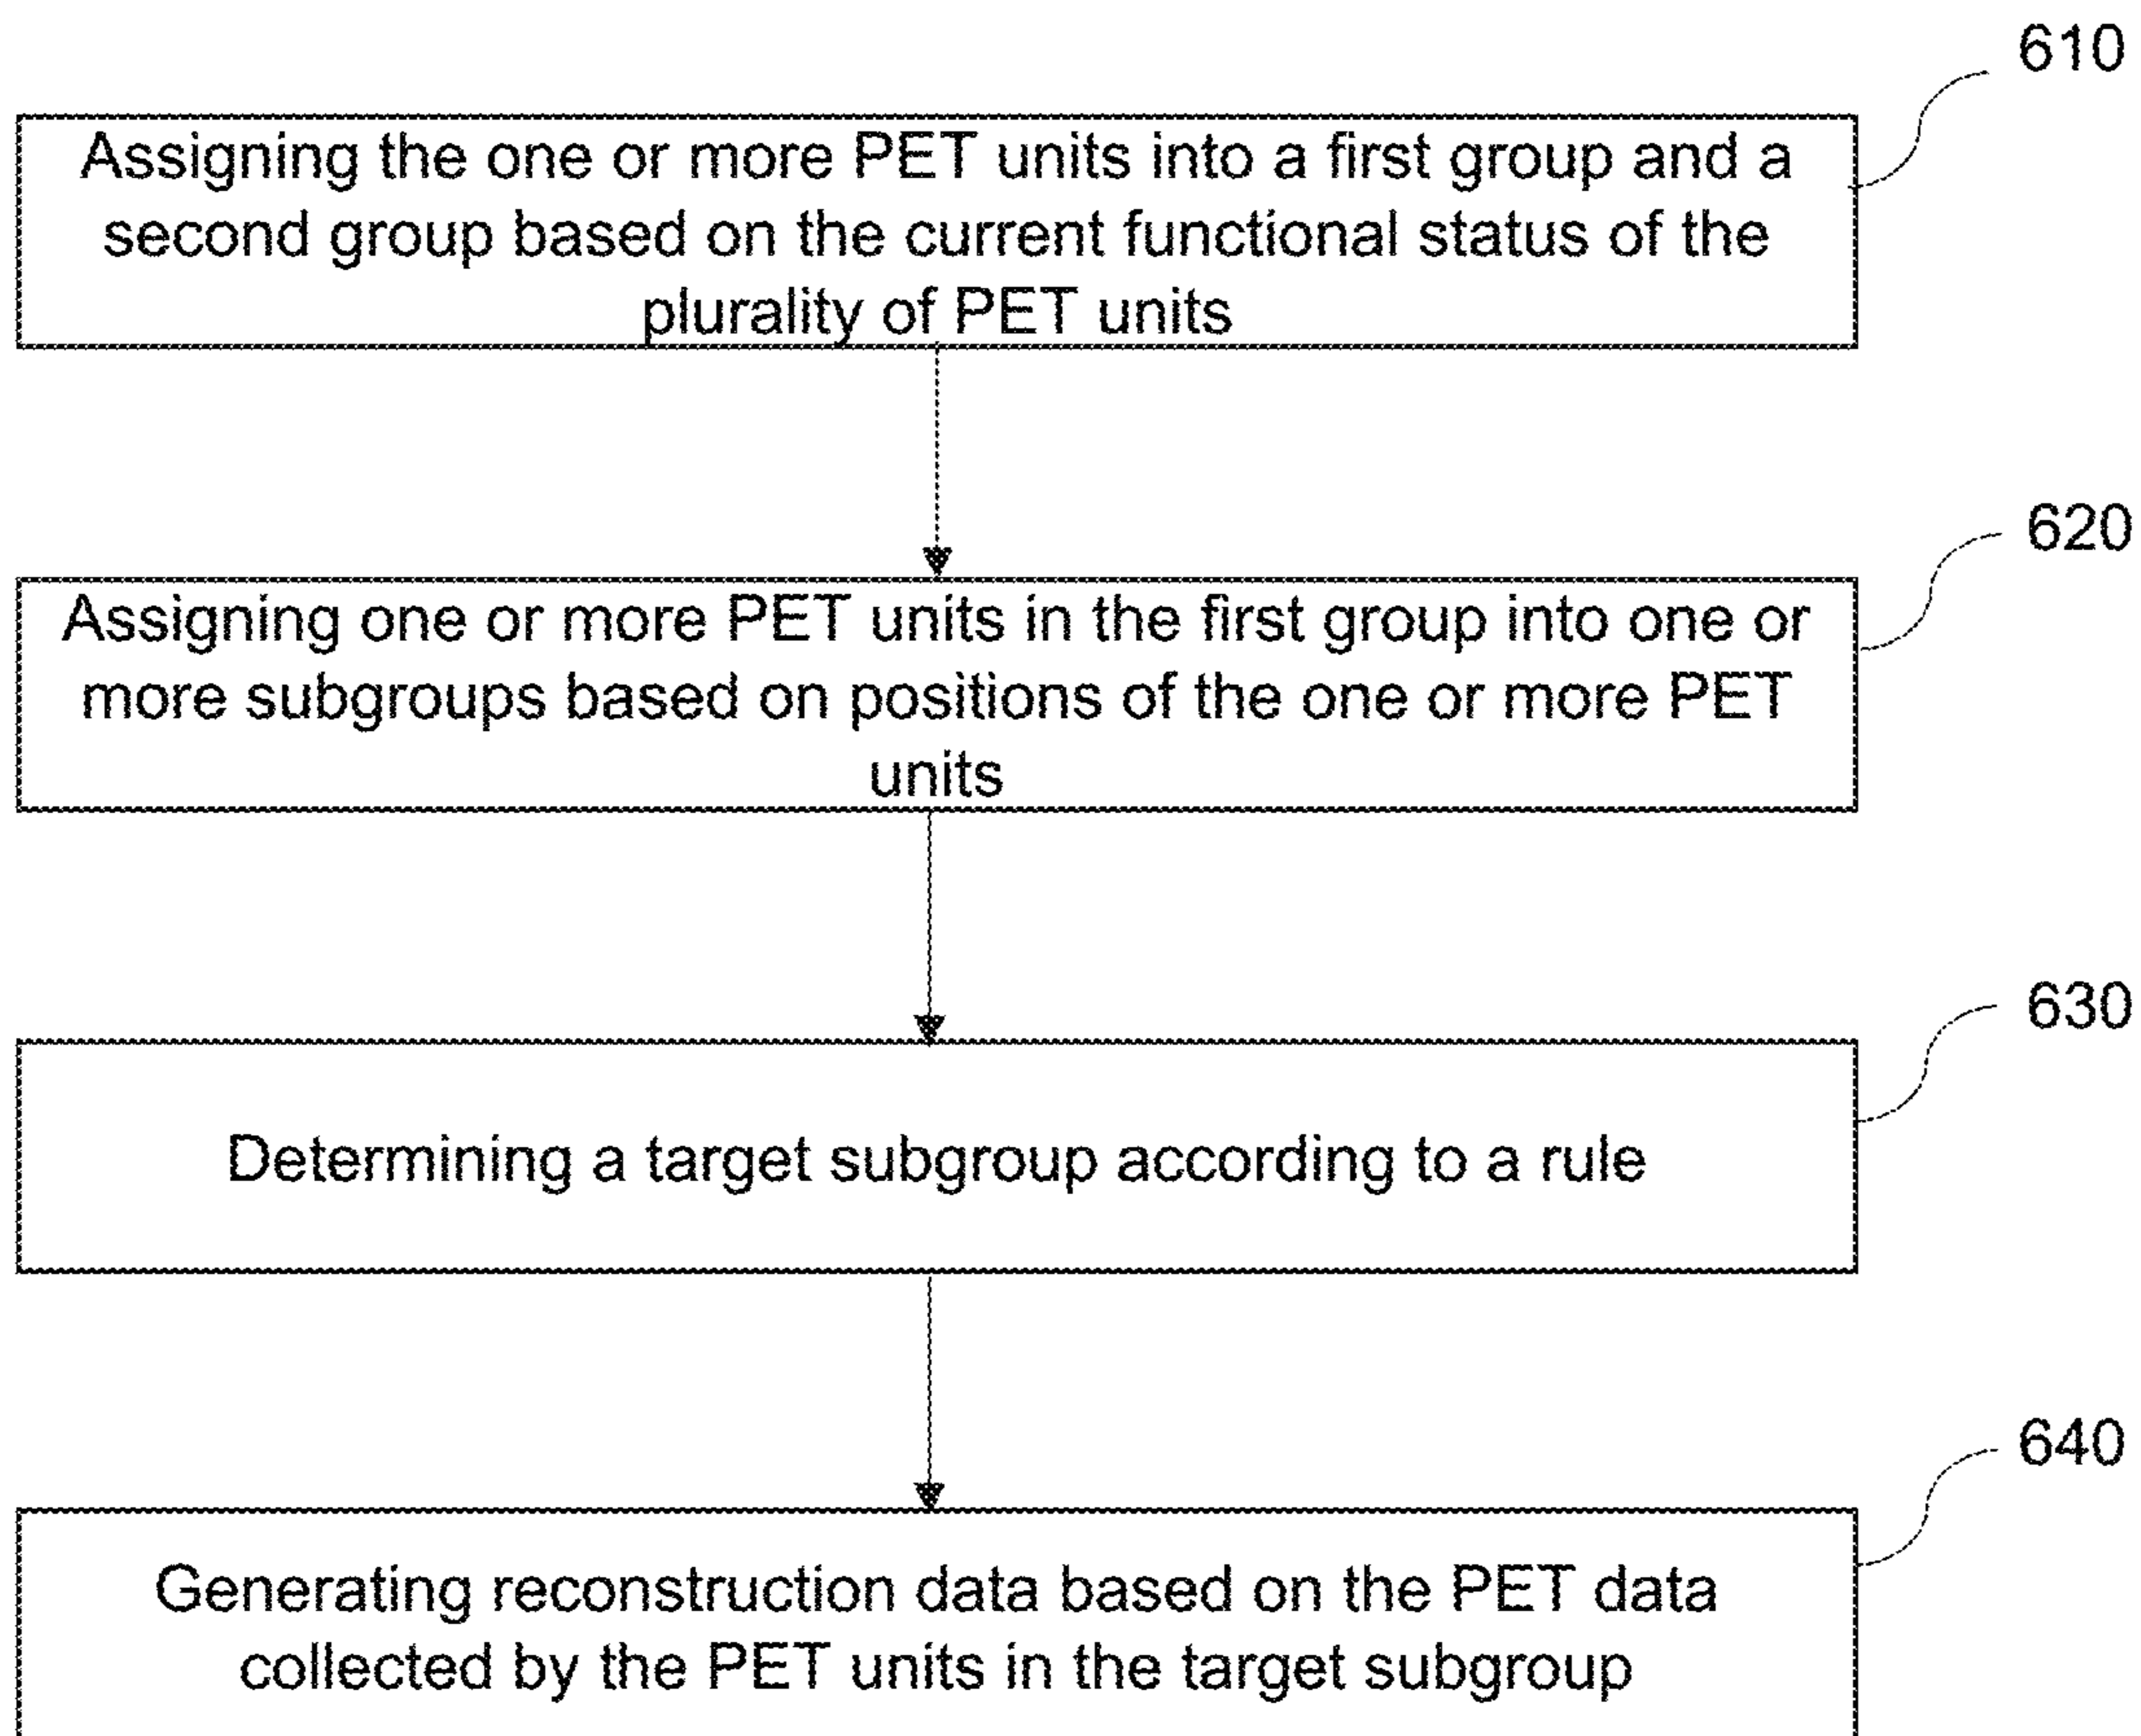 610
Assigning the one or more PET units into a first group and a
second group based on the current functional status of the
plurality of PET units
620
Assigning one or more PET units in the first group into one or
more subgroups based on positions of the one or more PET
units
630
Determining a target subgroup according to a rule
640
Generating reconstruction data based on the PET data
collected by the PET units in the target subgroup